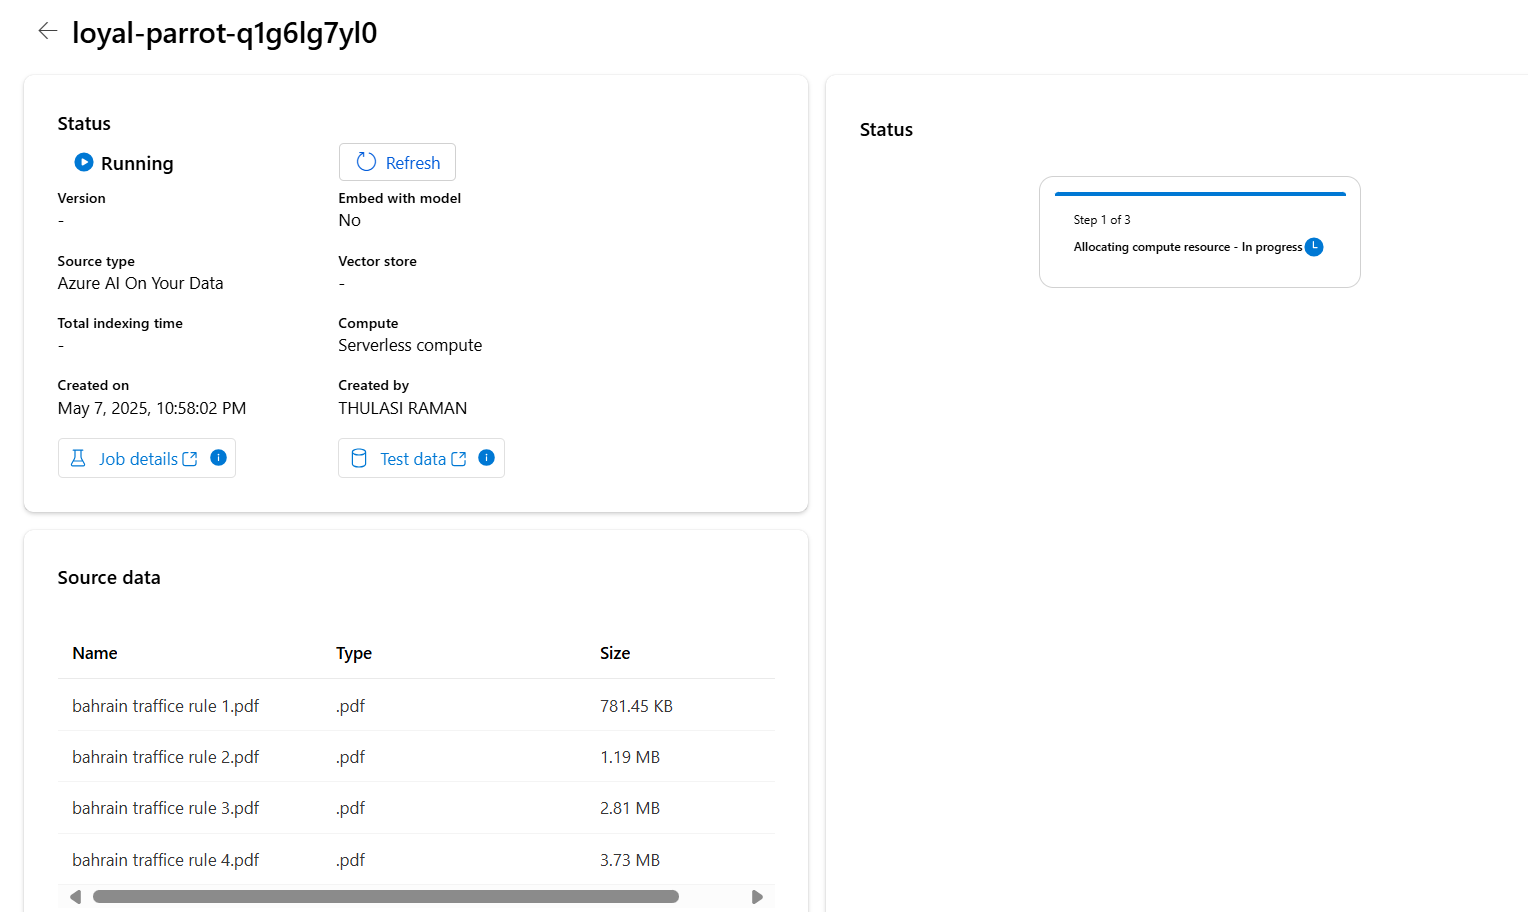 loyal-parrot-q1g6lg7yl0
Status
Running
Refresh
Version
-
Embed with model
No
Source type
Azure AI On Your Data
Vector store
-
Total indexing time
-
Compute
Serverless compute
Created on
May 7, 2025, 10:58:02 PM
Created by
THULASI RAMAN
Job details
Test data
Source data
Name Type Size
bahrain traffice rule 1.pdf .pdf 781.45 KB
bahrain traffice rule 2.pdf .pdf 1.19 MB
bahrain traffice rule 3.pdf .pdf 2.81 MB
bahrain traffice rule 4.pdf .pdf 3.73 MB
Status
Step 1 of 3
Allocating compute resource - In progress